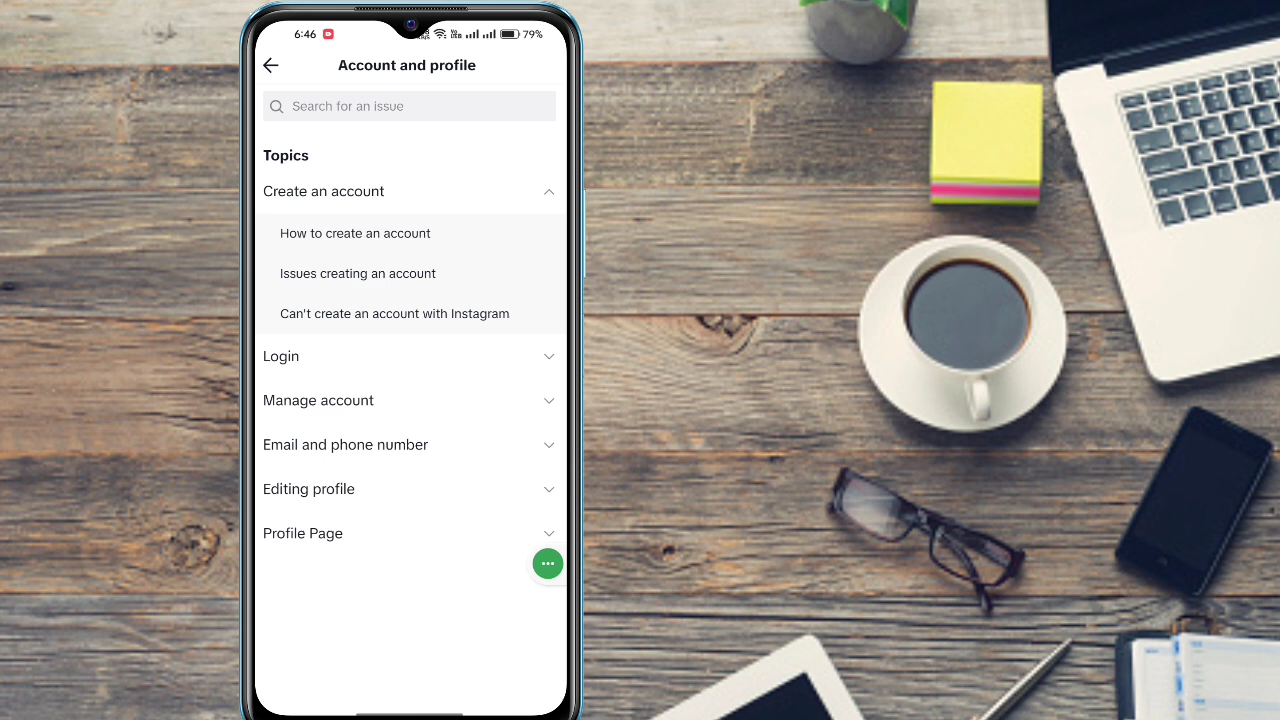 6:46
79%
Account and profile
Search for an issue
Topics
Create an account
How to create an account
Issues creating an account
Can't create an account with Instagram
Login
Manage account
Email and phone number
Editing profile
Profile Page